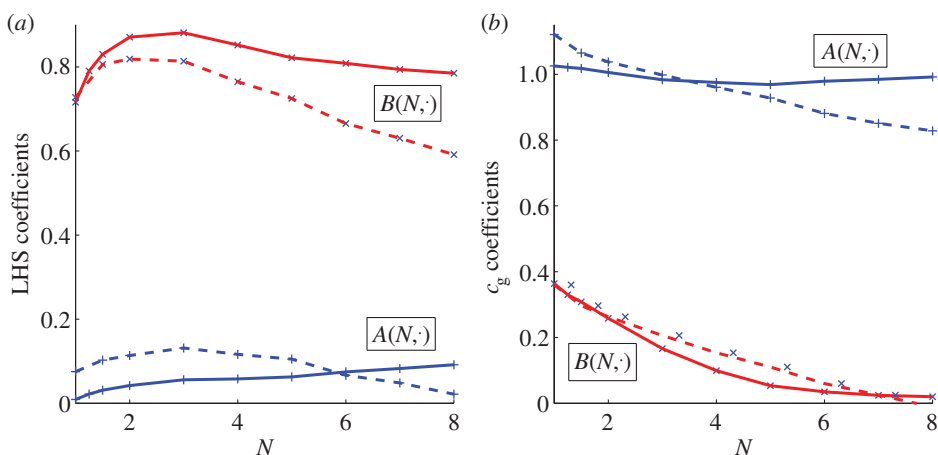 (a)
LHS coefficients
0.8
0.6
0.4
0.2
0
2
4
6
8
N
B(N,·)
A(N,·)
(b)
c_g coefficients
1.0
0.8
0.6
0.4
0.2
0
2
4
6
8
N
A(N,·)
B(N,·)